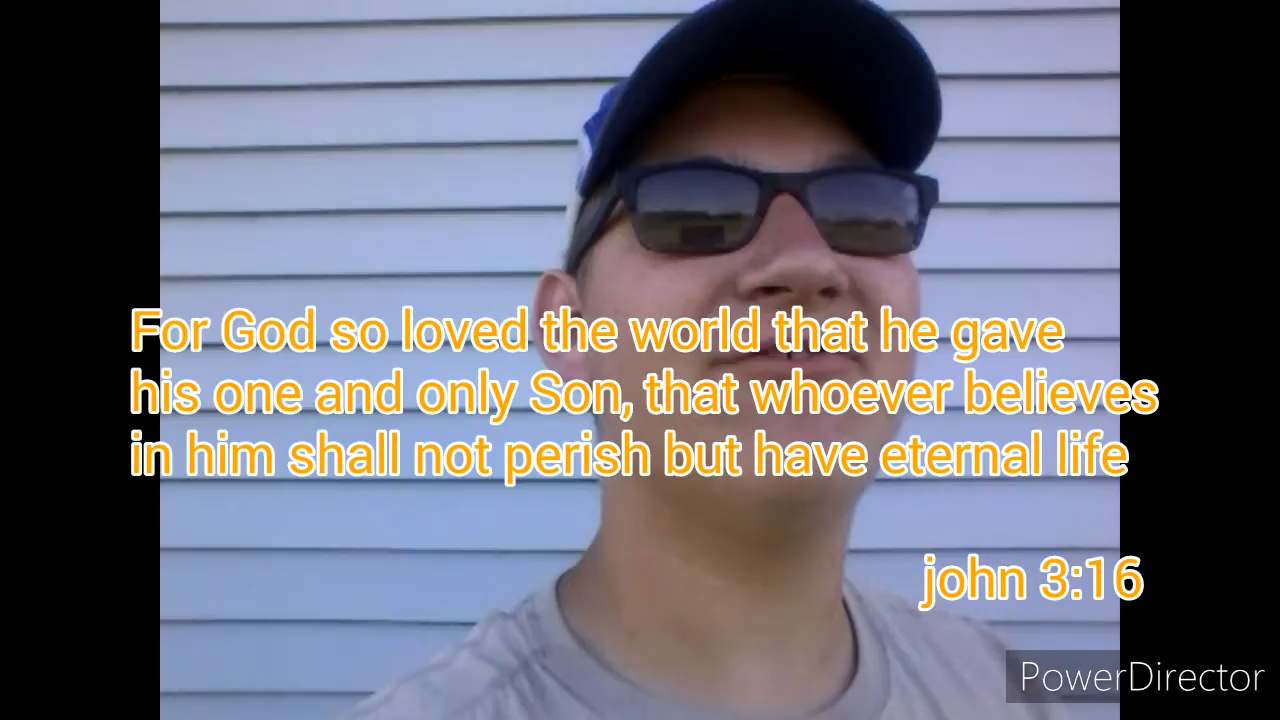 For God so loved the world that he gave
his one and only Son, that whoever believes
in him shall not perish but have eternal life
john 3:16
PowerDirector